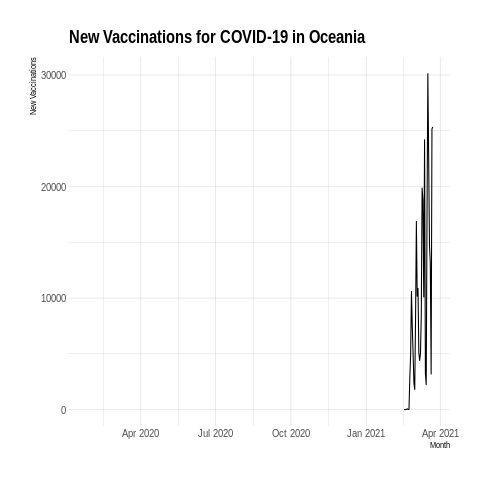 New Vaccinations for COVID-19 in Oceania
New Vaccinations
30000
20000
10000
0
Apr 2020 Jul 2020 Oct 2020 Jan 2021 Apr 2021
Month